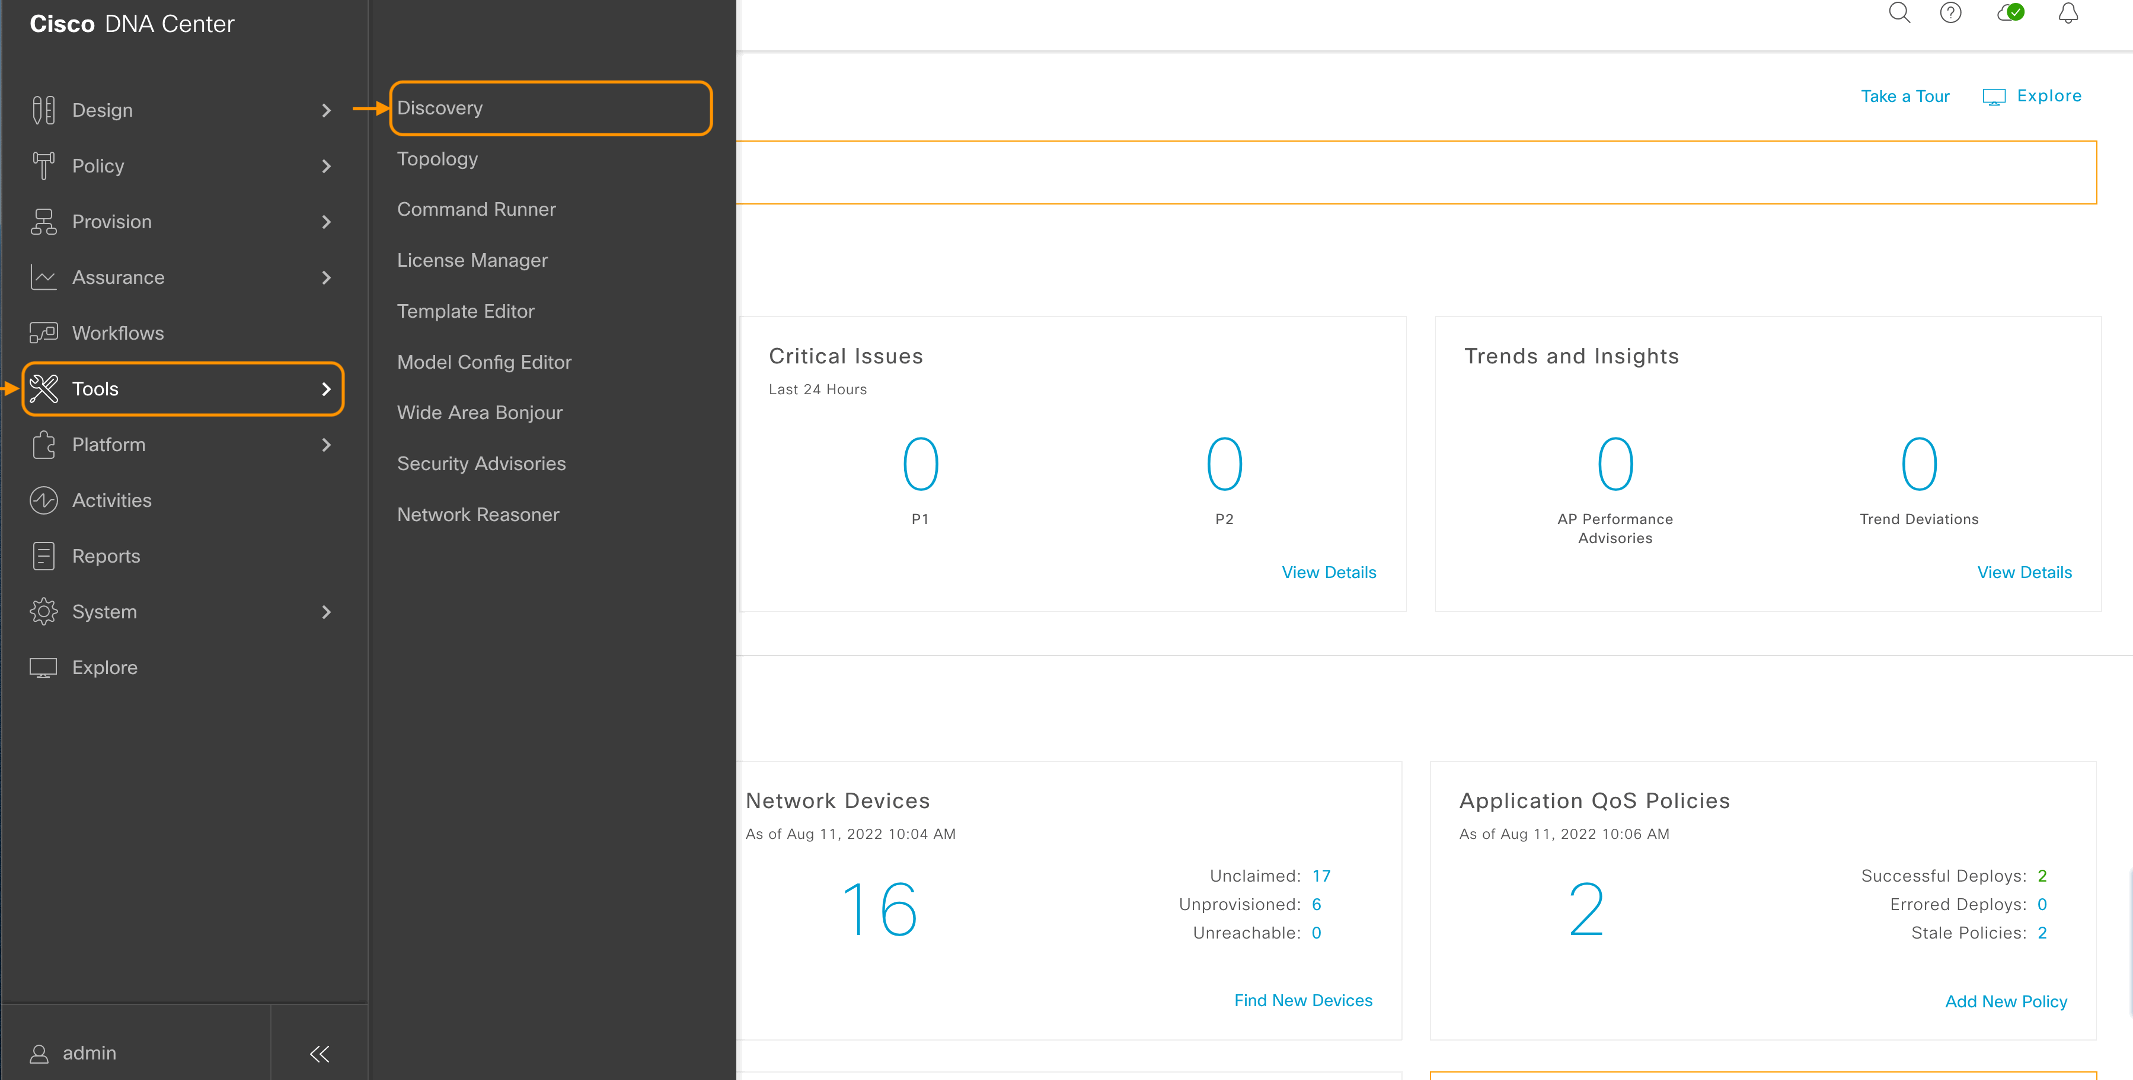 Cisco DNA Center
Design
Policy
Provision
Assurance
Workflows
Tools
Platform
Activities
Reports
System
Explore
admin
Discovery
Topology
Command Runner
License Manager
Template Editor
Model Config Editor
Wide Area Bonjour
Security Advisories
Network Reasoner
Take a Tour
Explore
Critical Issues
Last 24 Hours
0
P1
0
P2
View Details
Trends and Insights
0
AP Performance
Advisories
0
Trend Deviations
View Details
Network Devices
As of Aug 11, 2022 10:04 AM
16
Unclaimed: 17
Unprovisioned: 6
Unreachable: 0
Find New Devices
Application QoS Policies
As of Aug 11, 2022 10:06 AM
2
Successful Deploys: 2
Errored Deploys: 0
Stale Policies: 2
Add New Policy